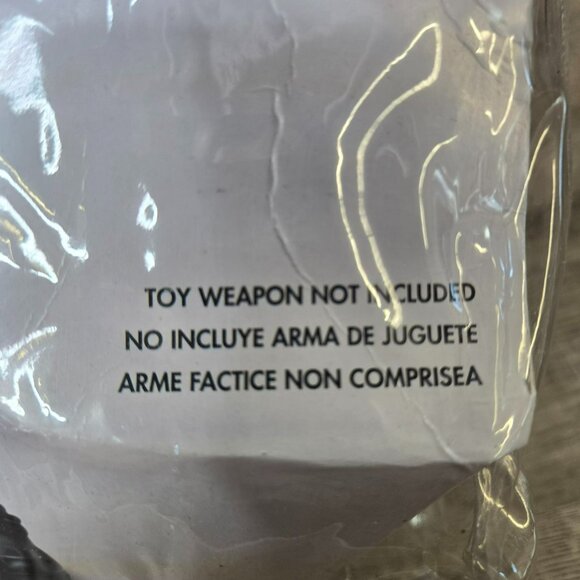 TOY WEAPON NOT INCLUDED
NO INCLUYE ARMA DE JUGUETE
ARME FACTICE NON COMPRISEA